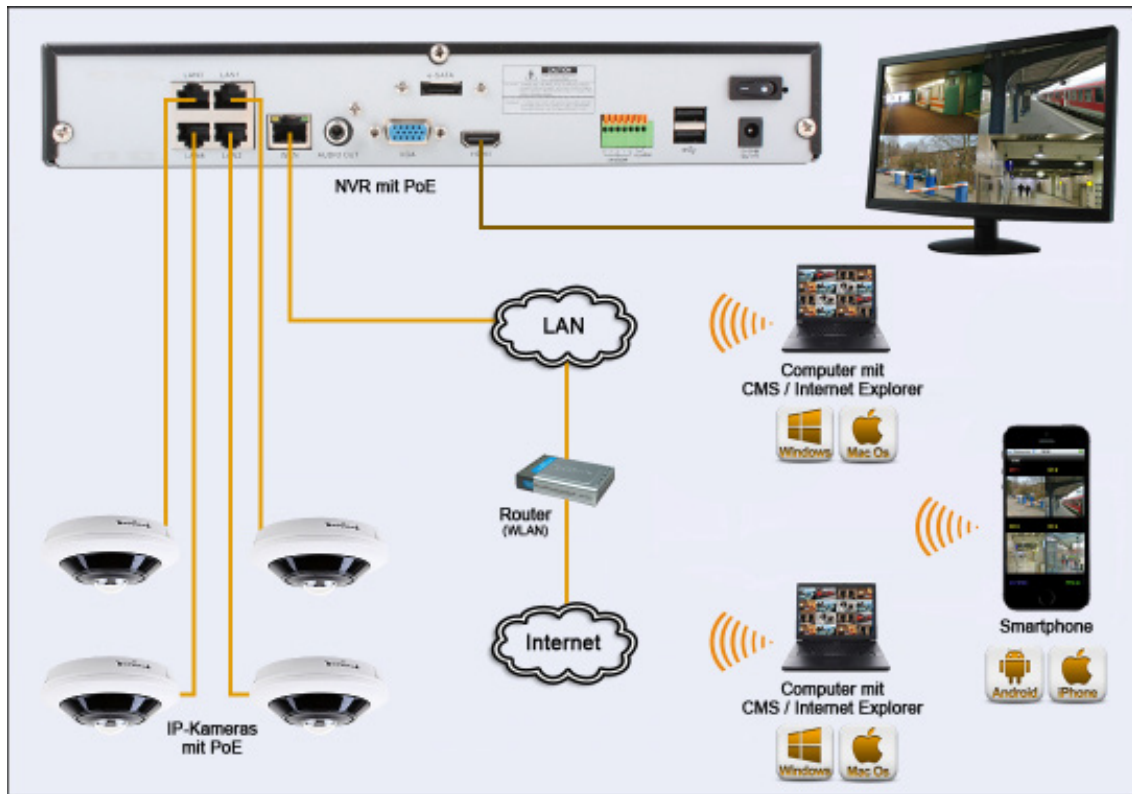 LAN1
e-SATA
CAUTION
LAN4
LAN2
WAN
AUDIO OUT
VGA
HDMI
NVR mit PoE
LAN
Computer mit
CMS / Internet Explorer
Windows
Mac Os
Router
(WLAN)
Smartphone
Android
iPhone
Internet
Computer mit
CMS / Internet Explorer
Windows
Mac Os
IP-Kameras
mit PoE